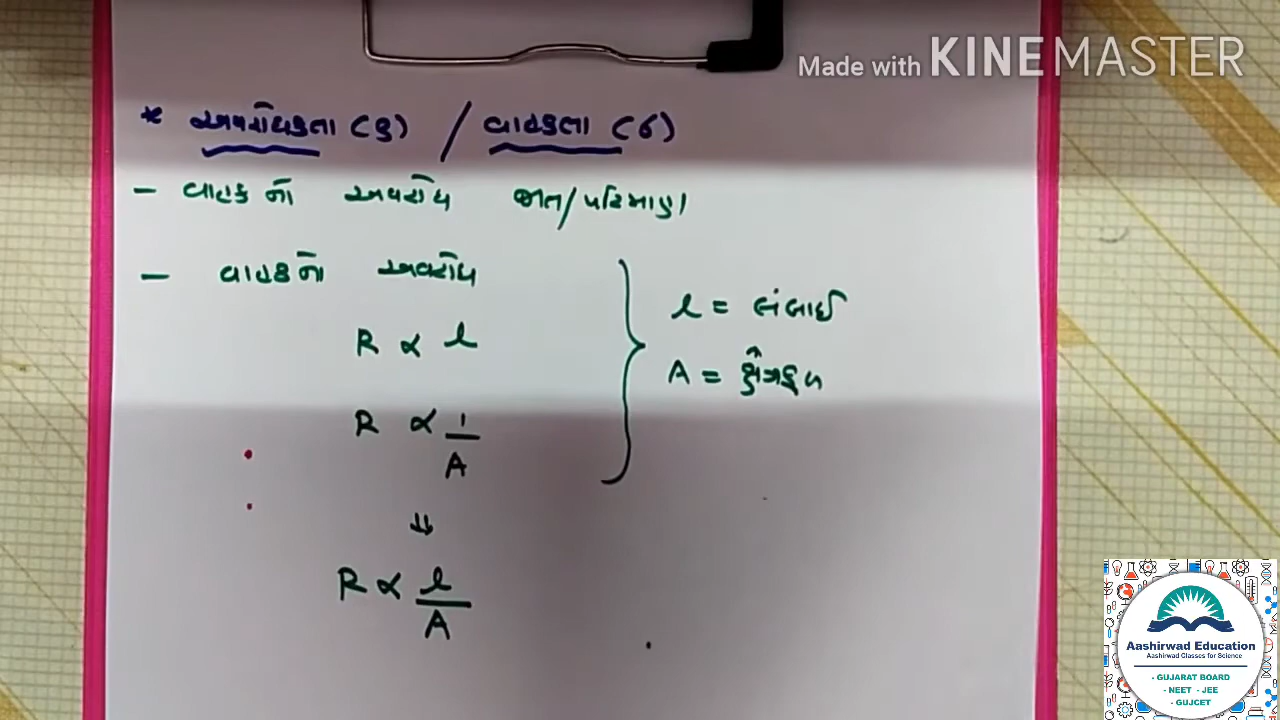 Made with KINEMASTER
* અવરોધકતા (ρ) / વાહકતા (σ)
– વાહક નો અવરોધ જાત/પરિમાણ
– વાહકનો અવરોધ
R ∝ l
l = લંબાઈ
A = ક્ષેત્રફળ
R ∝ 1/A
⇓
R ∝ l/A
Aashirwad Education
Aashirwad Classes for Science
- GUJARAT BOARD
- NEET - JEE
- GUJCET